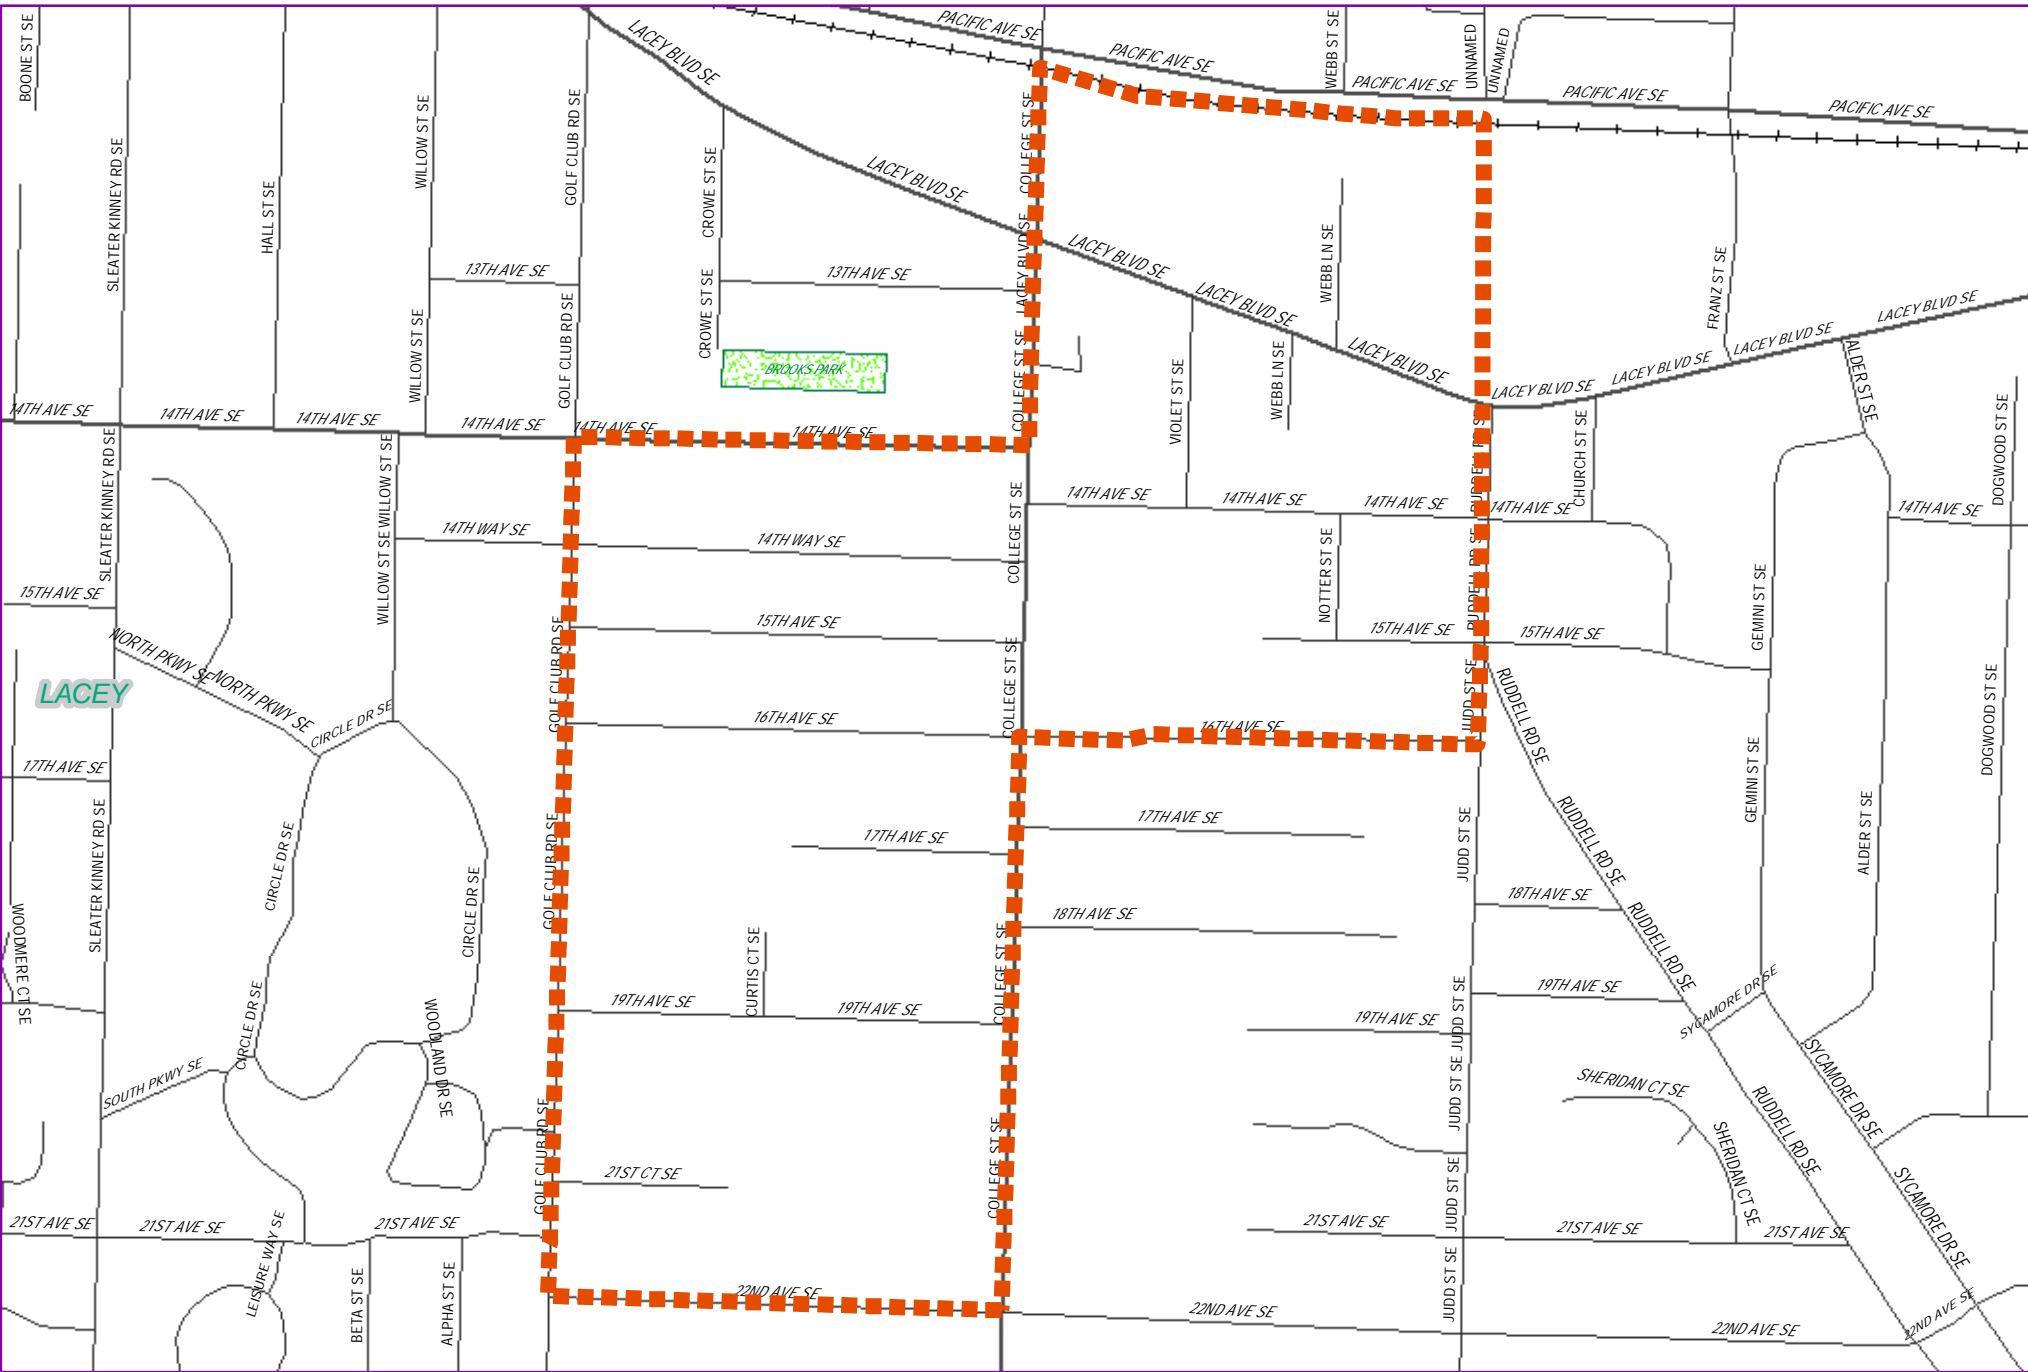 BOONE ST SE
PACIFIC AVE SE
PACIFIC AVE SE
WEBB ST SE
PACIFIC AVE SE
UNNAMED
UNNAMED
PACIFIC AVE SE
PACIFIC AVE SE
LACEY BLVD SE
SLEATER KINNEY RD SE
HALL ST SE
WILLOW ST SE
GOLF CLUB RD SE
CROWE ST SE
LACEY BLVD SE
COLLEGE ST SE
LACEY BLVD SE
LACEY BLVD SE
WEBB LN SE
FRANZ ST SE
13TH AVE SE
13TH AVE SE
WILLOW ST SE
GOLF CLUB RD SE
CROWE ST SE
BROOKS PARK
COLLEGE ST SE
LACEY BLVD SE
LACEY BLVD SE
LACEY BLVD SE
LACEY BLVD SE
LACEY BLVD SE
LACEY BLVD SE
ALDER ST SE
VIOLET ST SE
WEBB LN SE
14TH AVE SE
14TH AVE SE
14TH AVE SE
14TH AVE SE
14TH AVE SE
14TH AVE SE
RUDDELL RD SE
CHURCH ST SE
DOGWOOD ST SE
SLEATER KINNEY RD SE
WILLOW ST SE
WILLOW ST SE
14TH WAY SE
14TH WAY SE
COLLEGE ST SE
14TH AVE SE
14TH AVE SE
14TH AVE SE
14TH AVE SE
14TH AVE SE
NOTTER ST SE
RUDDELL RD SE
GEMINI ST SE
15TH AVE SE
15TH AVE SE
15TH AVE SE
15TH AVE SE
NORTH PKWY SE
NORTH PKWY SE
LACEY
CIRCLE DR SE
GOLF CLUB RD SE
16TH AVE SE
COLLEGE ST SE
16TH AVE SE
JUDD ST SE
RUDDELL RD SE
DOGWOOD ST SE
17TH AVE SE
SLEATER KINNEY RD SE
CIRCLE DR SE
CIRCLE DR SE
GOLF CLUB RD SE
17TH AVE SE
17TH AVE SE
JUDD ST SE
RUDDELL RD SE
GEMINI ST SE
ALDER ST SE
WOODMERE CT SE
18TH AVE SE
18TH AVE SE
RUDDELL RD SE
CURTIS CT SE
COLLEGE ST SE
19TH AVE SE
19TH AVE SE
19TH AVE SE
19TH AVE SE
JUDD ST SE
SYCAMORE DR SE
CIRCLE DR SE
WOODLAND DR SE
SOUTH PKWY SE
JUDD ST SE
SHERIDAN CT SE
RUDDELL RD SE
SYCAMORE DR SE
GOLF CLUB RD SE
21ST CT SE
COLLEGE ST SE
JUDD ST SE
SHERIDAN CT SE
SYCAMORE DR SE
21ST AVE SE
21ST AVE SE
21ST AVE SE
21ST AVE SE
21ST AVE SE
21ST AVE SE
LEISURE WAY SE
BETA ST SE
ALPHA ST SE
22ND AVE SE
22ND AVE SE
JUDD ST SE
22ND AVE SE
22ND AVE SE